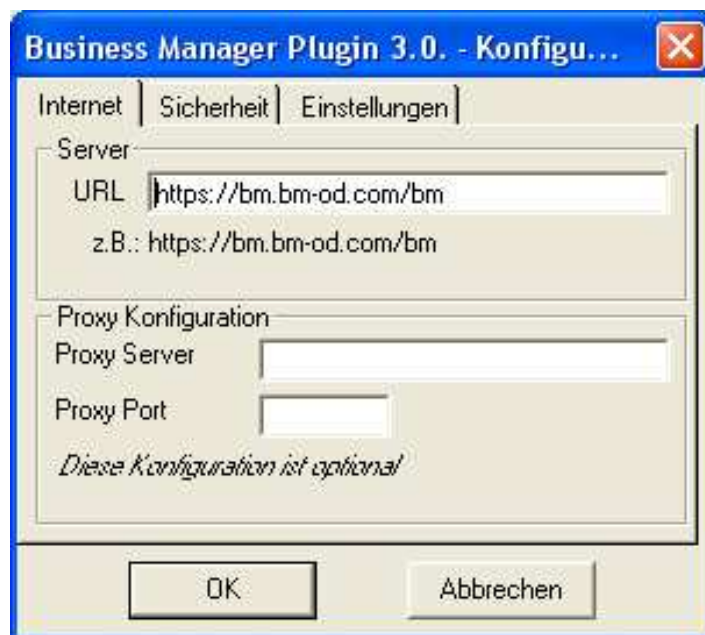 Business Manager Plugin 3.0. - Konfigu...
Internet Sicherheit Einstellungen
Server
URL https://bm.bm-od.com/bm
z.B.: https://bm.bm-od.com/bm
Proxy Konfiguration
Proxy Server
Proxy Port
Diese Konfiguration ist optional
OK Abbrechen